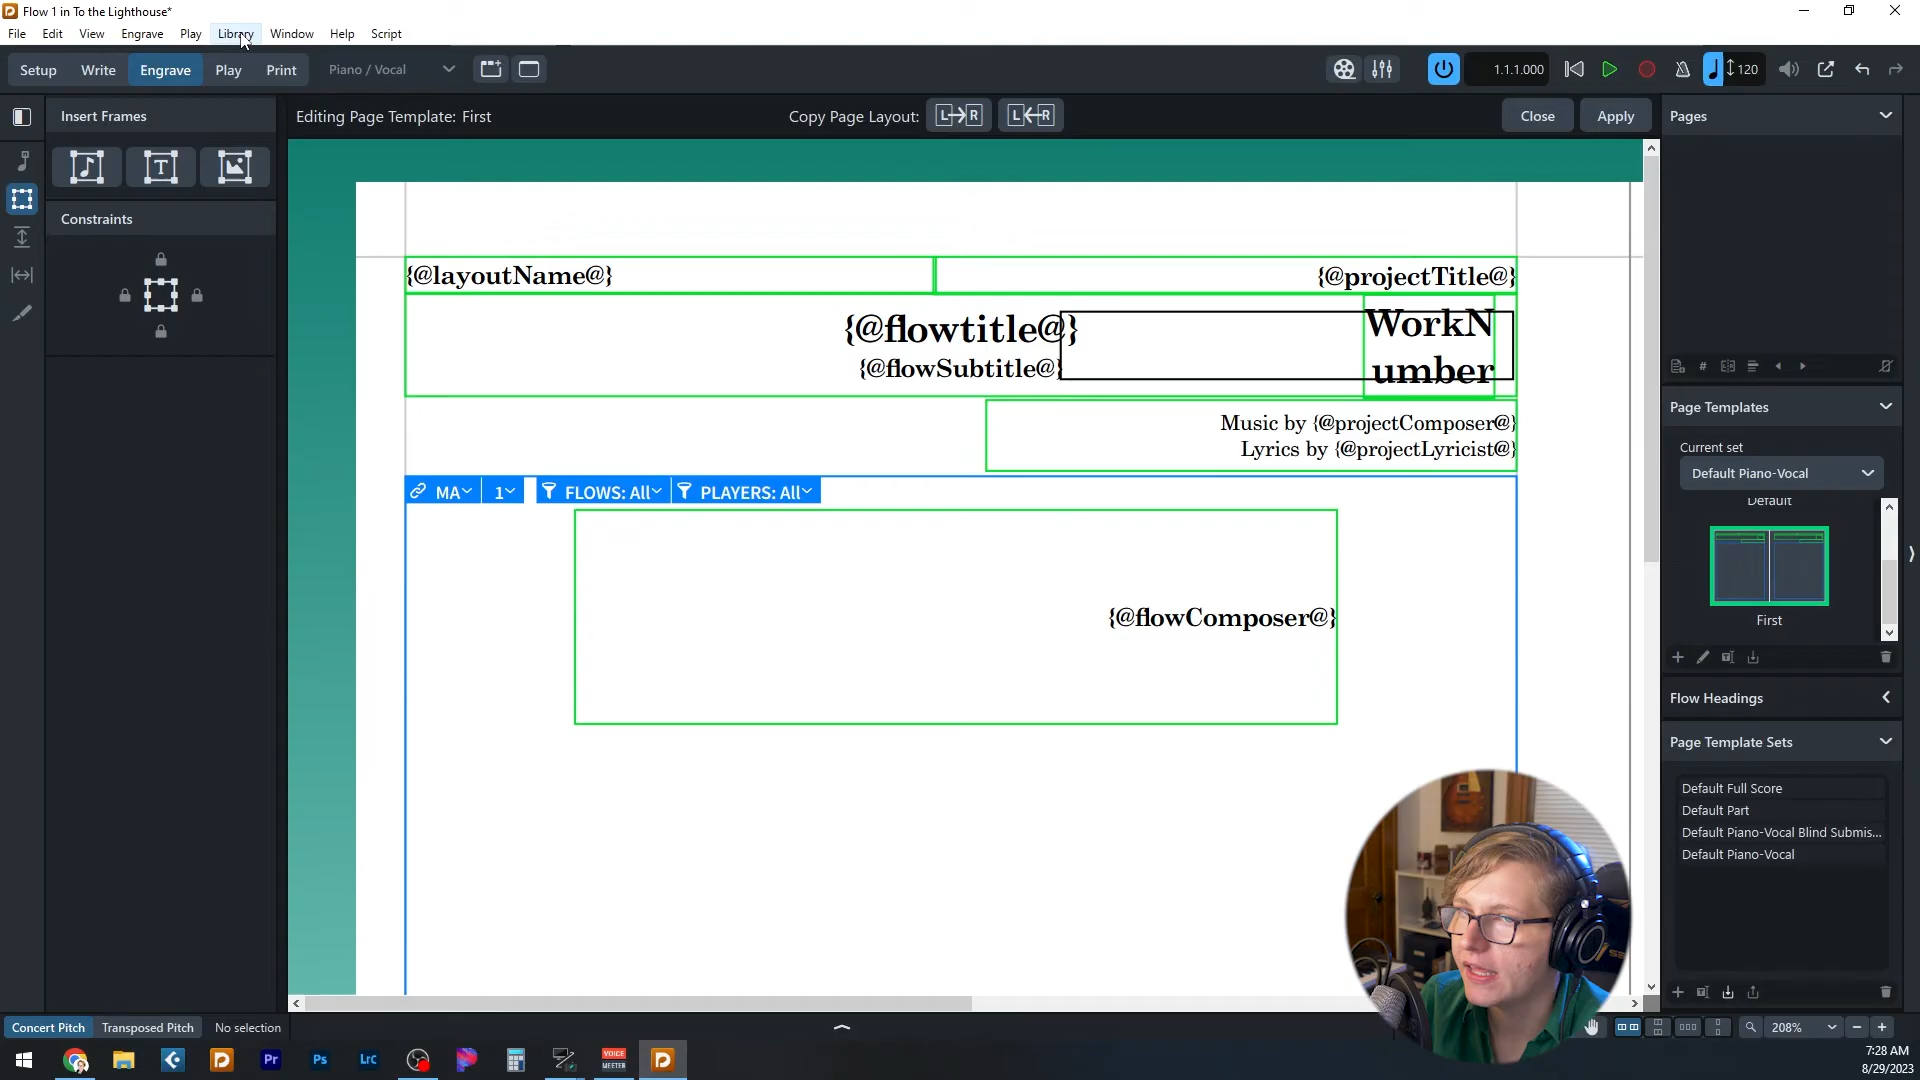 Flow 1 in To the Lighthouse*
File Edit View Engrave Play Library Window Help Script
Setup Write Engrave Play Print Piano / Vocal 1.1.1.000 120
Insert Frames
Editing Page Template: First
Copy Page Layout: L R L R
Close Apply
Pages
T
Constraints
{@layoutName@}
{@projectTitle@}
{@flowtitle@}
{@flowSubtitle@}
WorkN
umber
Music by {@projectComposer@}
Lyrics by {@projectLyricist@}
MA 1 FLOWS: All PLAYERS: All
{@flowComposer@}
#
Page Templates
Current set
Default Piano-Vocal
Default
First
Flow Headings
Page Template Sets
Default Full Score
Default Part
Default Piano-Vocal Blind Submis...
Default Piano-Vocal
Concert Pitch Transposed Pitch No selection
208%
Pr Ps Lrc
VOICE
MEETER
7:28 AM
8/29/2023